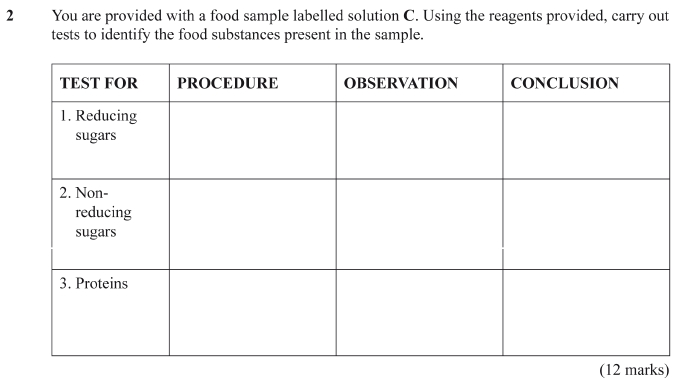 2 You are provided with a food sample labelled solution C. Using the reagents provided, carry out
tests to identify the food substances present in the sample.
TEST FOR PROCEDURE OBSERVATION CONCLUSION
1. Reducing
sugars
2. Non-
reducing
sugars
3. Proteins
(12 marks)